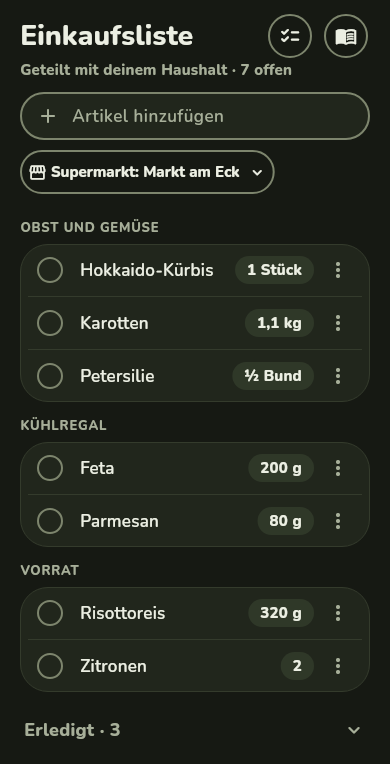 Einkaufsliste
Geteilt mit deinem Haushalt · 7 offen
Artikel hinzufügen
Supermarkt: Markt am Eck
OBST UND GEMÜSE
Hokkaido-Kürbis 1 Stück
Karotten 1,1 kg
Petersilie ½ Bund
KÜHLREGAL
Feta 200 g
Parmesan 80 g
VORRAT
Risottoreis 320 g
Zitronen 2
Erledigt · 3